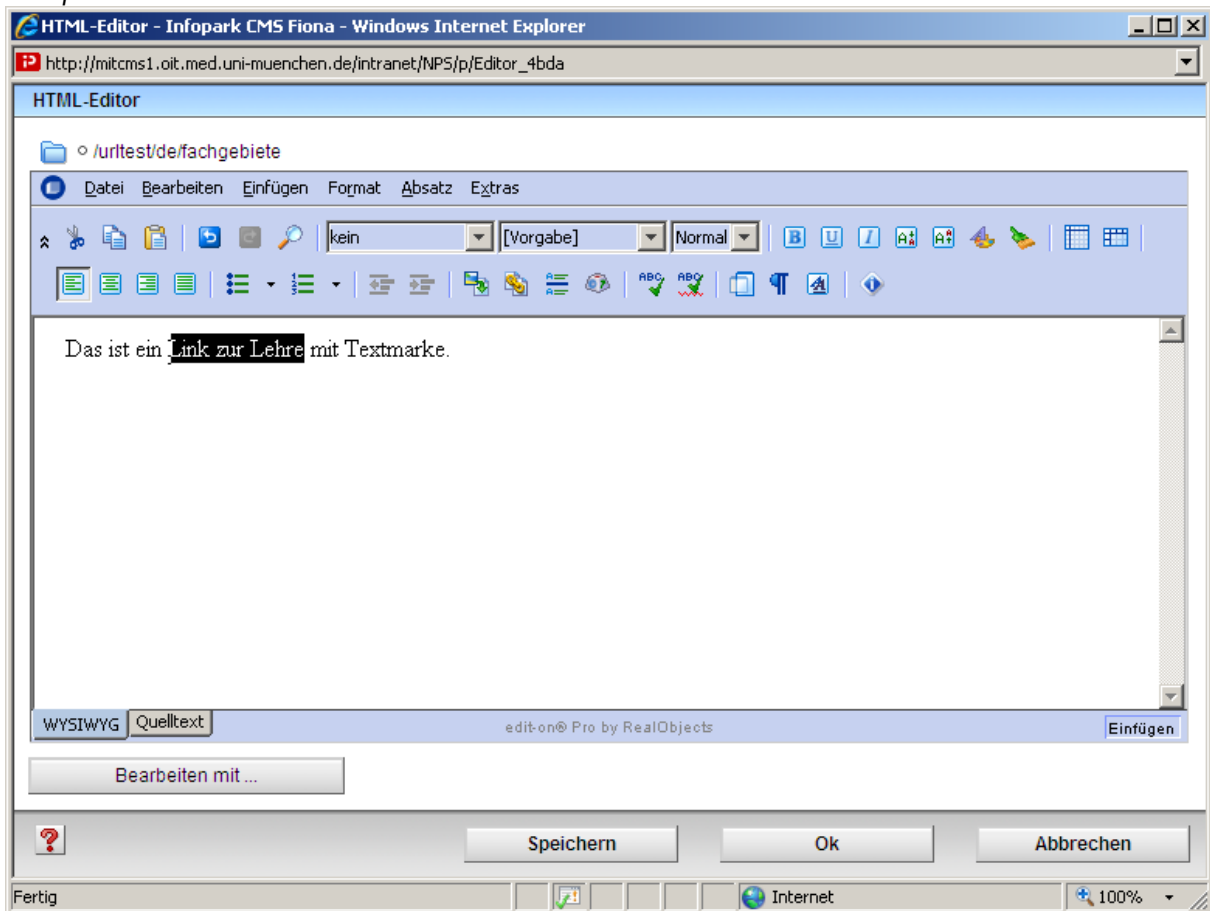 HTML-Editor - Infopark CMS Fiona - Windows Internet Explorer
http://mitcms1.oit.med.uni-muenchen.de/intranet/NPS/p/Editor_4bda
HTML-Editor
/urltest/de/fachgebiete
Datei Bearbeiten Einfügen Format Absatz Extras
kein [Vorgabe] Normal B U I
ABC ABC
Das ist ein Link zur Lehre mit Textmarke.
WYSIWYG Quelltext edit-on® Pro by RealObjects Einfügen
Bearbeiten mit ...
? Speichern Ok Abbrechen
Fertig Internet 100%